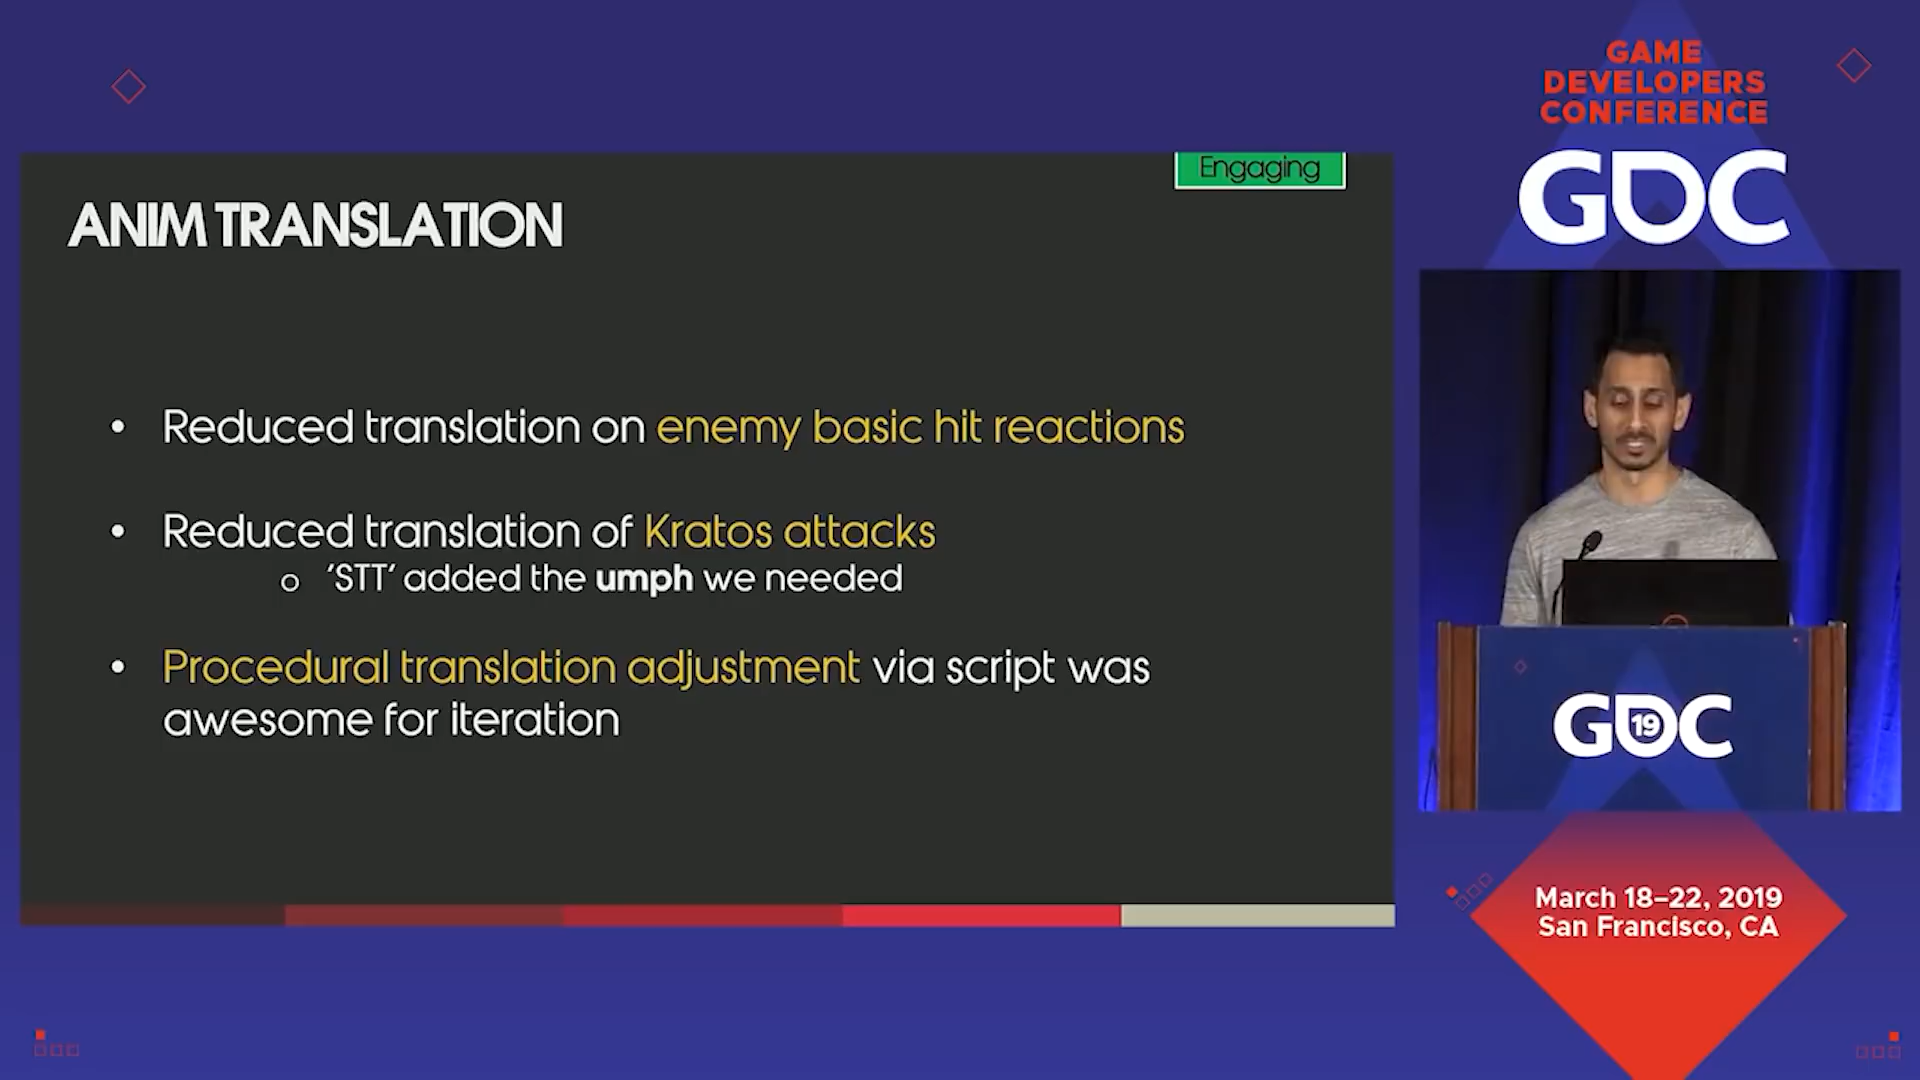 Engaging
ANIM TRANSLATION
• Reduced translation on enemy basic hit reactions
• Reduced translation of Kratos attacks
o 'STT' added the umph we needed
• Procedural translation adjustment via script was
awesome for iteration
GAME
DEVELOPERS
CONFERENCE
GDC
GDC
19
March 18–22, 2019
San Francisco, CA